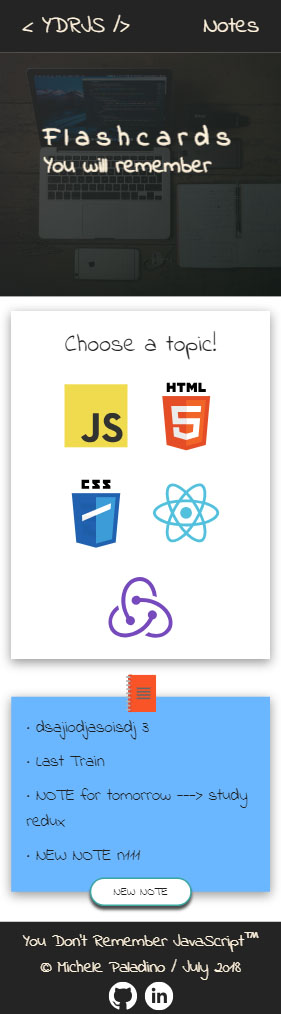 < YDRJS />
Notes
Flashcards
You will remember
Choose a topic!
JS
HTML
5
CSS
• dsajiodjasoisdj 3
• Last Train
• NOTE for tomorrow ---> study
redux
• NEW NOTE n111
NEW NOTE
You Don't Remember JavaScript™
© Michele Paladino / July 2018
in